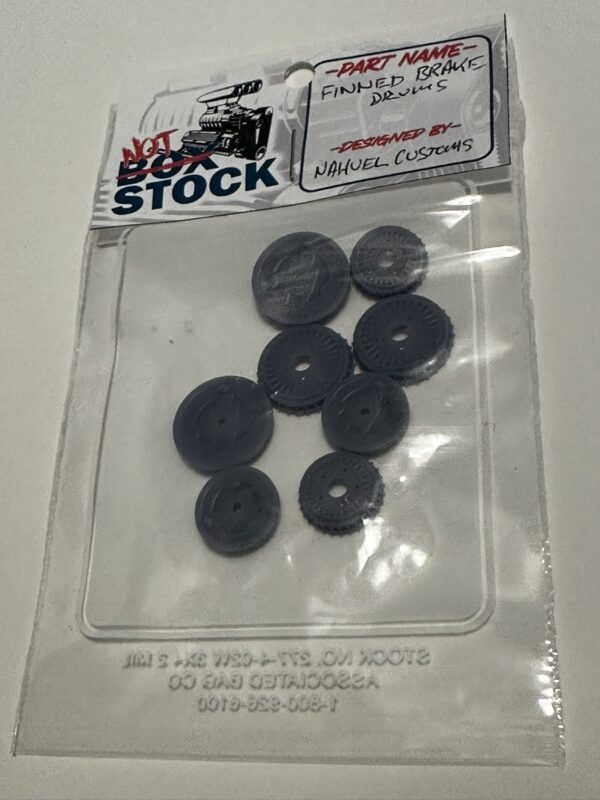 NOT
BOX
STOCK
-PART NAME-
FINNED BRAKE
DRUMS
-DESIGNED BY-
NAHUEL CUSTOMS
STOCK NO. 277-4-02W 3X4 2 MIL
ASSOCIATED BAG CO
1-800-926-6100